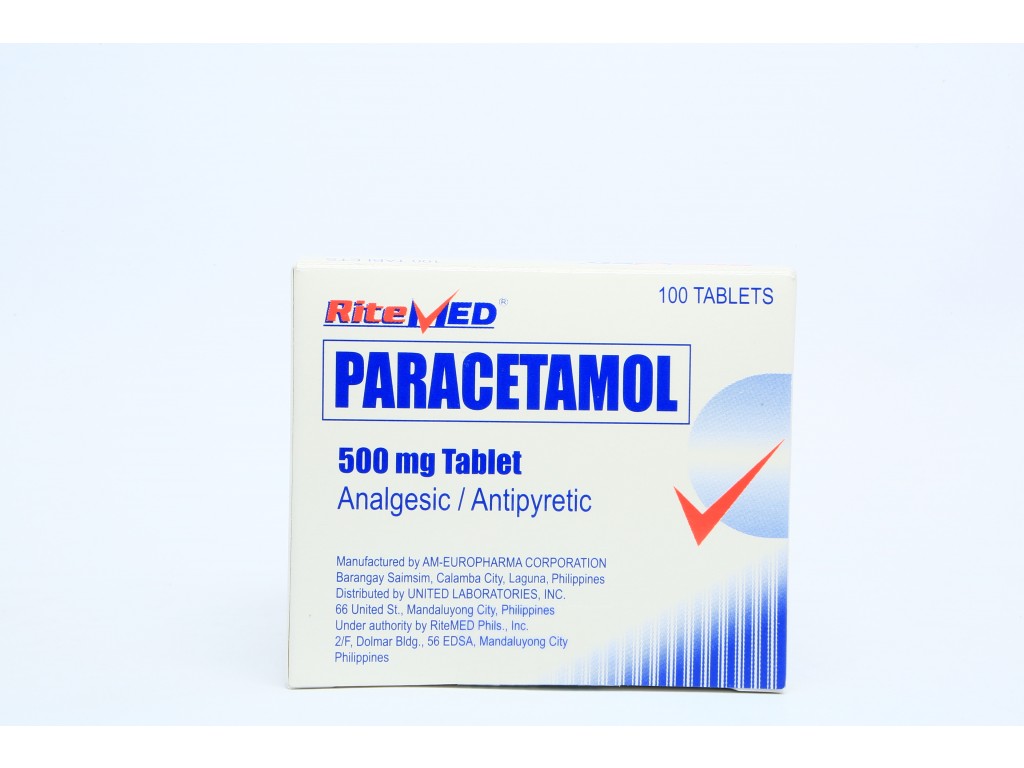 RiteMED®
100 TABLETS
PARACETAMOL
500 mg Tablet
Analgesic / Antipyretic
Manufactured by AM-EUROPHARMA CORPORATION
Barangay Saimsim, Calamba City, Laguna, Philippines
Distributed by UNITED LABORATORIES, INC.
66 United St., Mandaluyong City, Philippines
Under authority by RiteMED Phils., Inc.
2/F, Dolmar Bldg., 56 EDSA, Mandaluyong City
Philippines